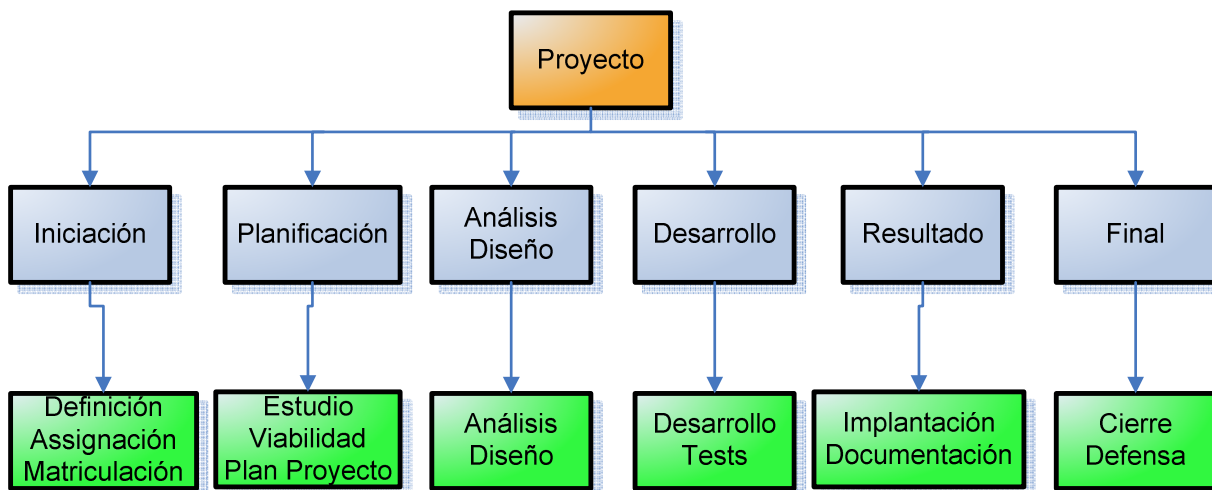 Proyecto
Iniciación
Planificación
Análisis
Diseño
Desarrollo
Resultado
Final
Definición
Assignación
Matriculación
Estudio
Viabilidad
Plan Proyecto
Análisis
Diseño
Desarrollo
Tests
Implantación
Documentación
Cierre
Defensa